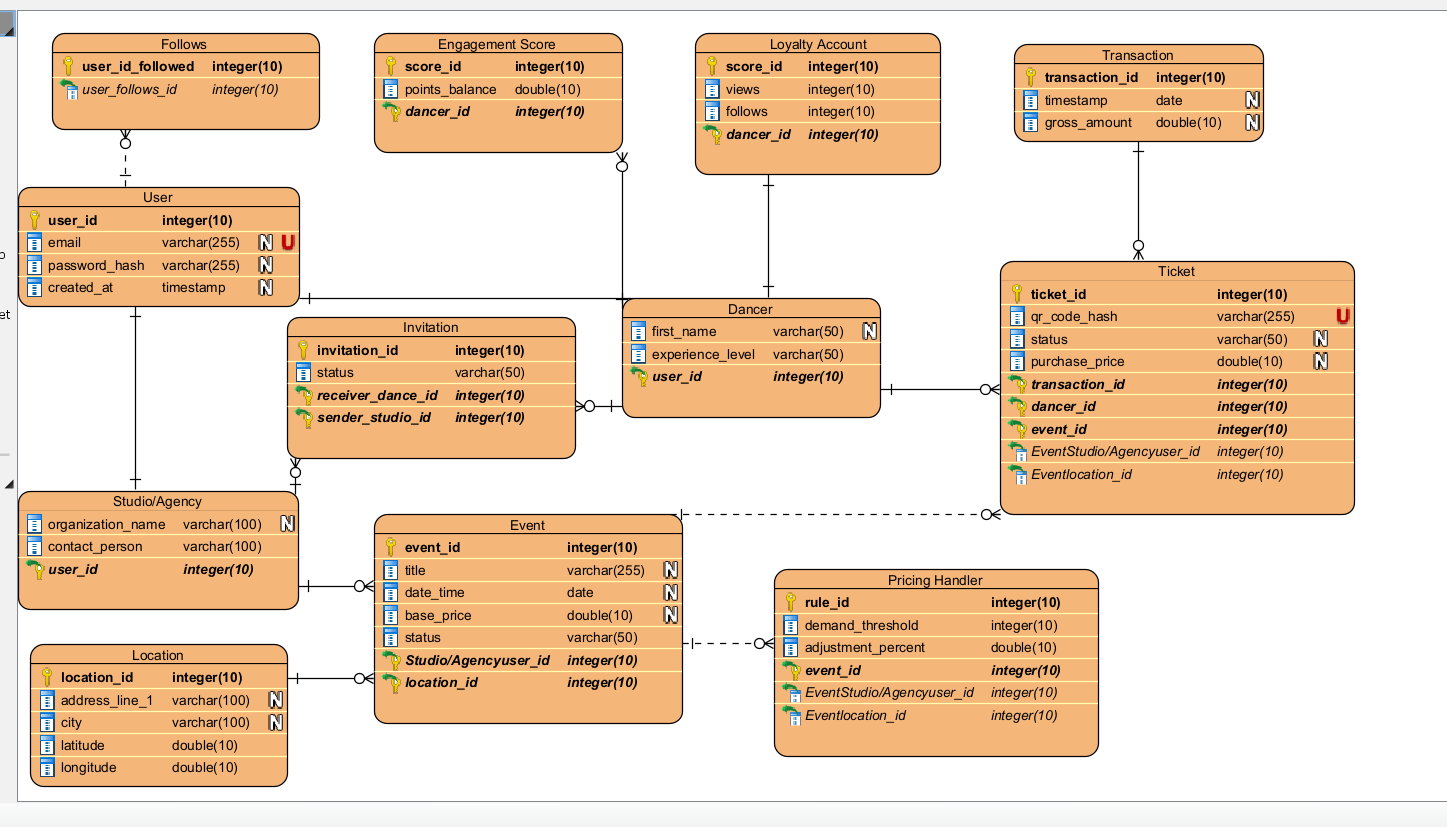 Follows
user_id_followed integer(10)
user_follows_id integer(10)
Engagement Score
score_id integer(10)
points_balance double(10)
dancer_id integer(10)
Loyalty Account
score_id integer(10)
views integer(10)
follows integer(10)
dancer_id integer(10)
Transaction
transaction_id integer(10)
timestamp date N
gross_amount double(10) N
User
user_id integer(10)
email varchar(255) N U
password_hash varchar(255) N
created_at timestamp N
Invitation
invitation_id integer(10)
status varchar(50)
receiver_dance_id integer(10)
sender_studio_id integer(10)
Dancer
first_name varchar(50) N
experience_level varchar(50)
user_id integer(10)
Ticket
ticket_id integer(10)
qr_code_hash varchar(255) U
status varchar(50) N
purchase_price double(10) N
transaction_id integer(10)
dancer_id integer(10)
event_id integer(10)
EventStudio/Agencyuser_id integer(10)
Eventlocation_id integer(10)
Studio/Agency
organization_name varchar(100) N
contact_person varchar(100)
user_id integer(10)
Event
event_id integer(10)
title varchar(255) N
date_time date N
base_price double(10) N
status varchar(50)
Studio/Agencyuser_id integer(10)
location_id integer(10)
Pricing Handler
rule_id integer(10)
demand_threshold integer(10)
adjustment_percent double(10)
event_id integer(10)
EventStudio/Agencyuser_id integer(10)
Eventlocation_id integer(10)
Location
location_id integer(10)
address_line_1 varchar(100) N
city varchar(100) N
latitude double(10)
longitude double(10)